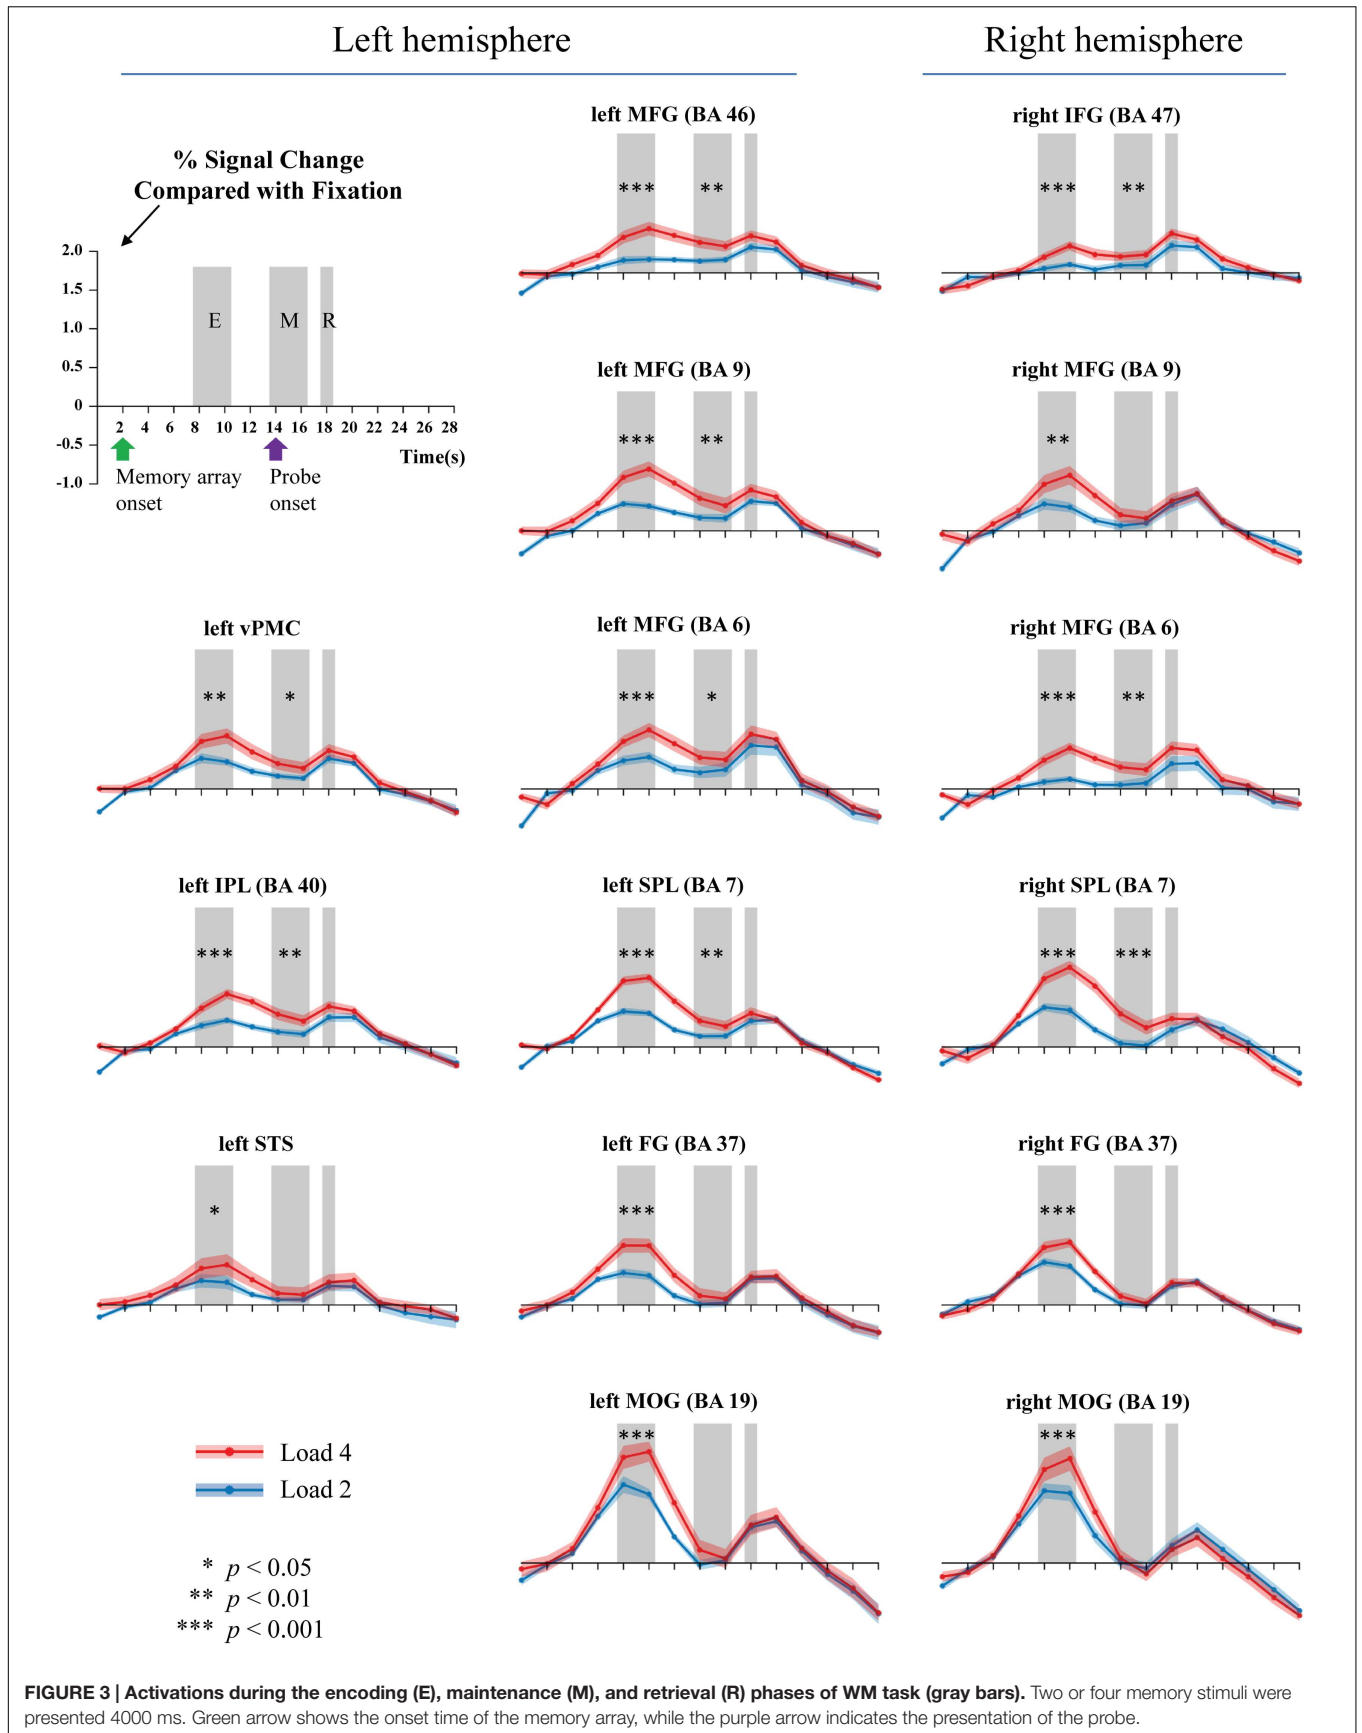 Left hemisphere
Right hemisphere
% Signal Change
Compared with Fixation
2.0
1.5
1.0
0.5
0
-0.5
-1.0
E M R
2 4 6 8 10 12 14 16 18 20 22 24 26 28
Time(s)
Memory array
onset
Probe
onset
left MFG (BA 46)
*** **
right IFG (BA 47)
*** **
left MFG (BA 9)
*** **
right MFG (BA 9)
**
left vPMC
** *
left MFG (BA 6)
*** *
right MFG (BA 6)
*** **
left IPL (BA 40)
*** **
left SPL (BA 7)
*** **
right SPL (BA 7)
*** ***
left STS
*
left FG (BA 37)
***
right FG (BA 37)
***
left MOG (BA 19)
***
right MOG (BA 19)
***
Load 4
Load 2
* p < 0.05
** p < 0.01
*** p < 0.001
FIGURE 3 | Activations during the encoding (E), maintenance (M), and retrieval (R) phases of WM task (gray bars). Two or four memory stimuli were
presented 4000 ms. Green arrow shows the onset time of the memory array, while the purple arrow indicates the presentation of the probe.